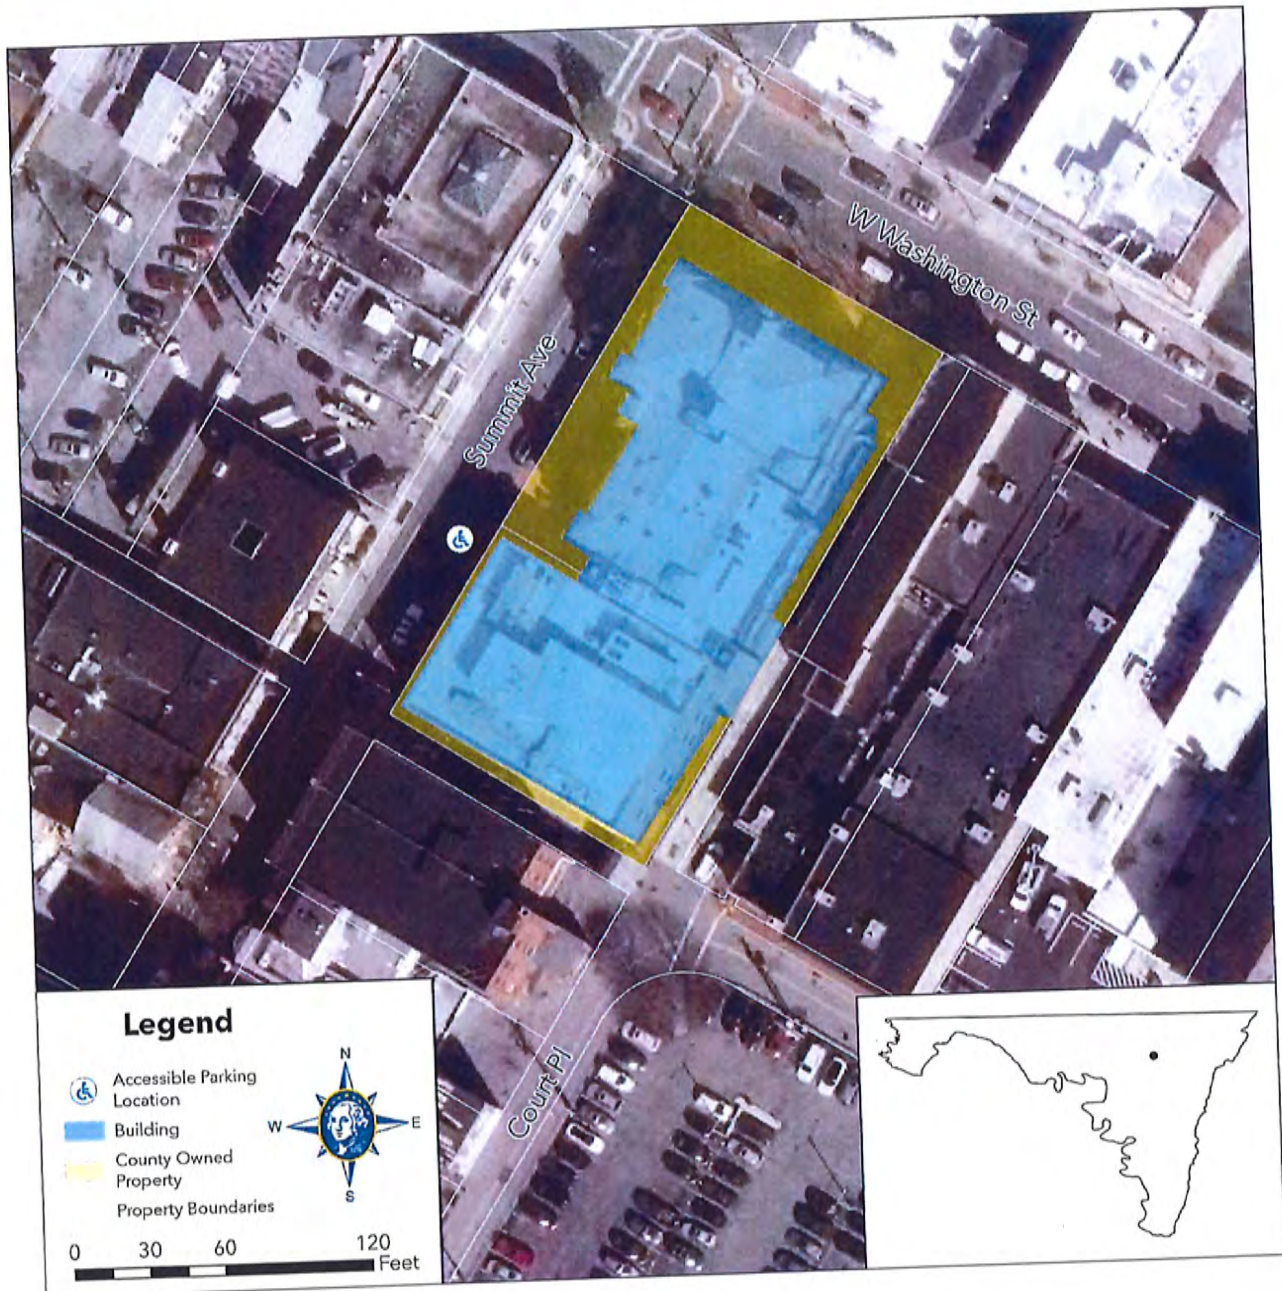 W Washington St
Summit Ave
Court Pl
Legend
Accessible Parking
Location
Building
County Owned
Property
Property Boundaries
N
W
E
S
0 30 60 120
Feet